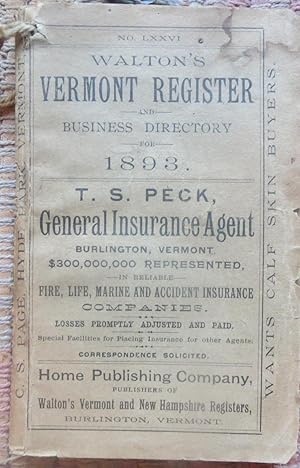 NO. LXXVI
WALTON'S
VERMONT REGISTER
AND
BUSINESS DIRECTORY
FOR
1893.
T. S. PECK,
General Insurance Agent
BURLINGTON, VERMONT.
$300,000,000 REPRESENTED,
IN RELIABLE
FIRE, LIFE, MARINE AND ACCIDENT INSURANCE
COMPANIES.
LOSSES PROMPTLY ADJUSTED AND PAID.
Special Facilities for Placing Insurance for other Agents.
CORRESPONDENCE SOLICITED.
Home Publishing Company,
PUBLISHERS OF
Walton's Vermont and New Hampshire Registers,
BURLINGTON, VERMONT.
C. S. PAGE, HYDE PARK, VERMONT,
WANTS CALF SKIN BUYERS.